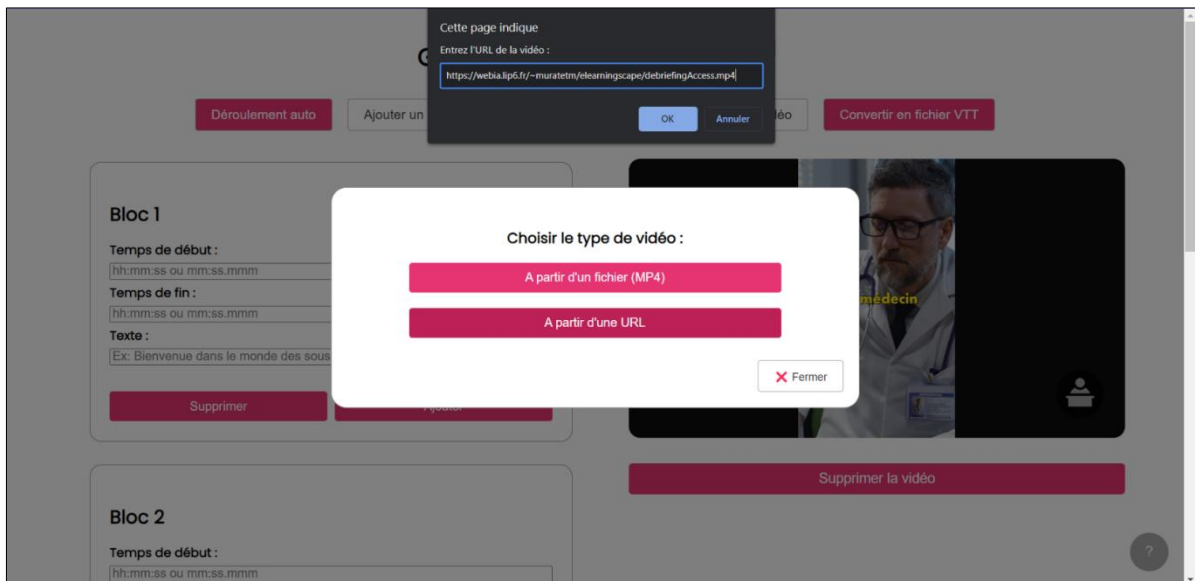 Cette page indique
Entrez l'URL de la vidéo :
https://webia.lip6.fr/~muratetm/elearningscape/debriefingAccess.mp4
OK
Annuler
G
Déroulement auto
Ajouter un
éo
Convertir en fichier VTT
Bloc 1
Temps de début :
hh:mm:ss ou mm:ss.mmm
Temps de fin :
hh:mm:ss ou mm:ss.mmm
Texte :
Ex: Bienvenue dans le monde des sous
Supprimer
Ajouter
Choisir le type de vidéo :
A partir d'un fichier (MP4)
A partir d'une URL
Fermer
médecin
Supprimer la vidéo
Bloc 2
Temps de début :
hh:mm:ss ou mm:ss.mmm
?